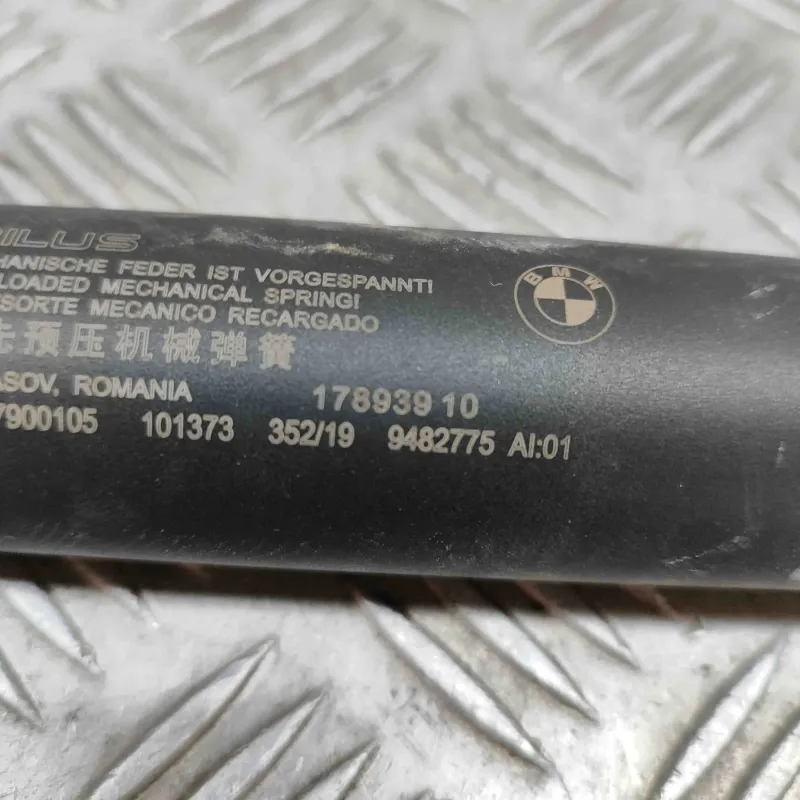 ILUS
HANISCHE FEDER IST VORGESPANNT!
LOADED MECHANICAL SPRING!
SORTE MECANICO RECARGADO
预压机械弹簧
ASOV, ROMANIA 178939 10
7900105 101373 352/19 9482775 AI:01
BMW